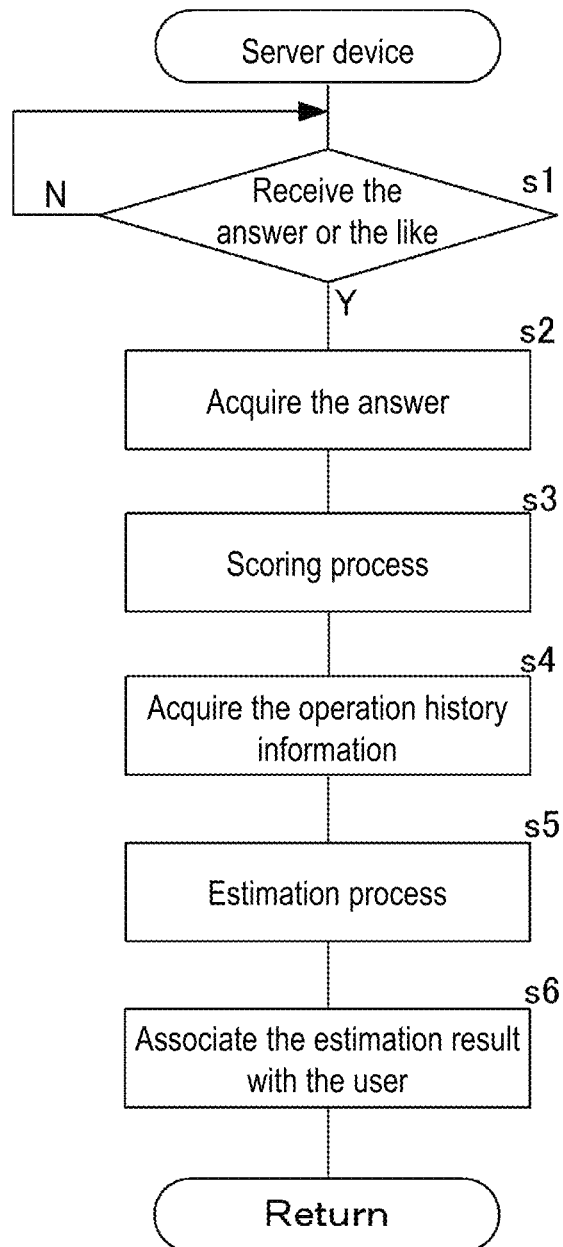 Server device
s1
Receive the
answer or the like
N
Y
s2
Acquire the answer
s3
Scoring process
s4
Acquire the operation history
information
s5
Estimation process
s6
Associate the estimation result
with the user
Return